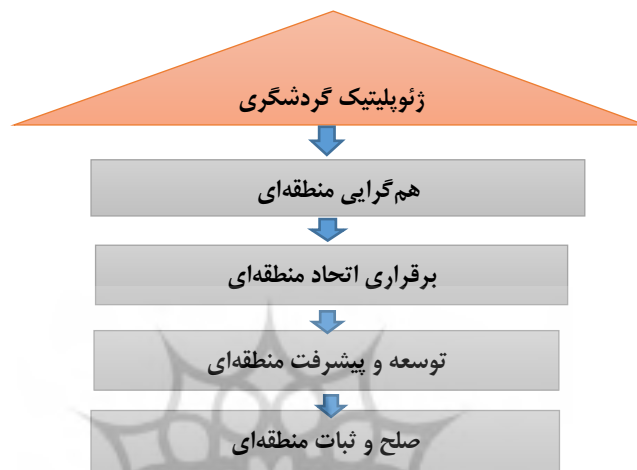 ژئوپلیتیک گردشگری
هم‌گرایی منطقه‌ای
برقراری اتحاد منطقه‌ای
توسعه و پیشرفت منطقه‌ای
صلح و ثبات منطقه‌ای